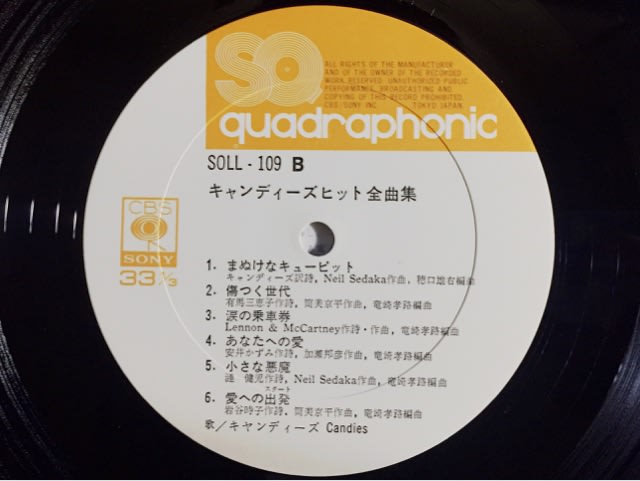 SQ
ALL RIGHTS OF THE MANUFACTURER
AND OF THE OWNER OF THE RECORDED
WORK RESERVED. UNAUTHORIZED PUBLIC
PERFORMANCE, BROADCASTING AND
COPYING OF THIS RECORD PROHIBITED.
CBS/SONY INC. TOKYO JAPAN.
quadraphonic
SOLL - 109 B
キャンディーズヒット全曲集
CBS
SONY
33⅓
1. まぬけなキューピット
キャンディーズ訳詩, Neil Sedaka作曲, 穂口雄右編曲
2. 傷つく世代
有馬三恵子作詩, 筒美京平作曲, 竜崎孝路編曲
3. 涙の乗車券
Lennon & McCartney作詩・作曲, 竜崎孝路編曲
4. あなたへの愛
安井かずみ作詩, 加瀬邦彦作曲, 竜崎孝路編曲
5. 小さな悪魔
漣 健児作詩, Neil Sedaka作曲, 竜崎孝路編曲
スタート
6. 愛への出発
岩谷時子作詩, 筒美京平作曲, 竜崎孝路編曲
歌/キャンディーズ Candies